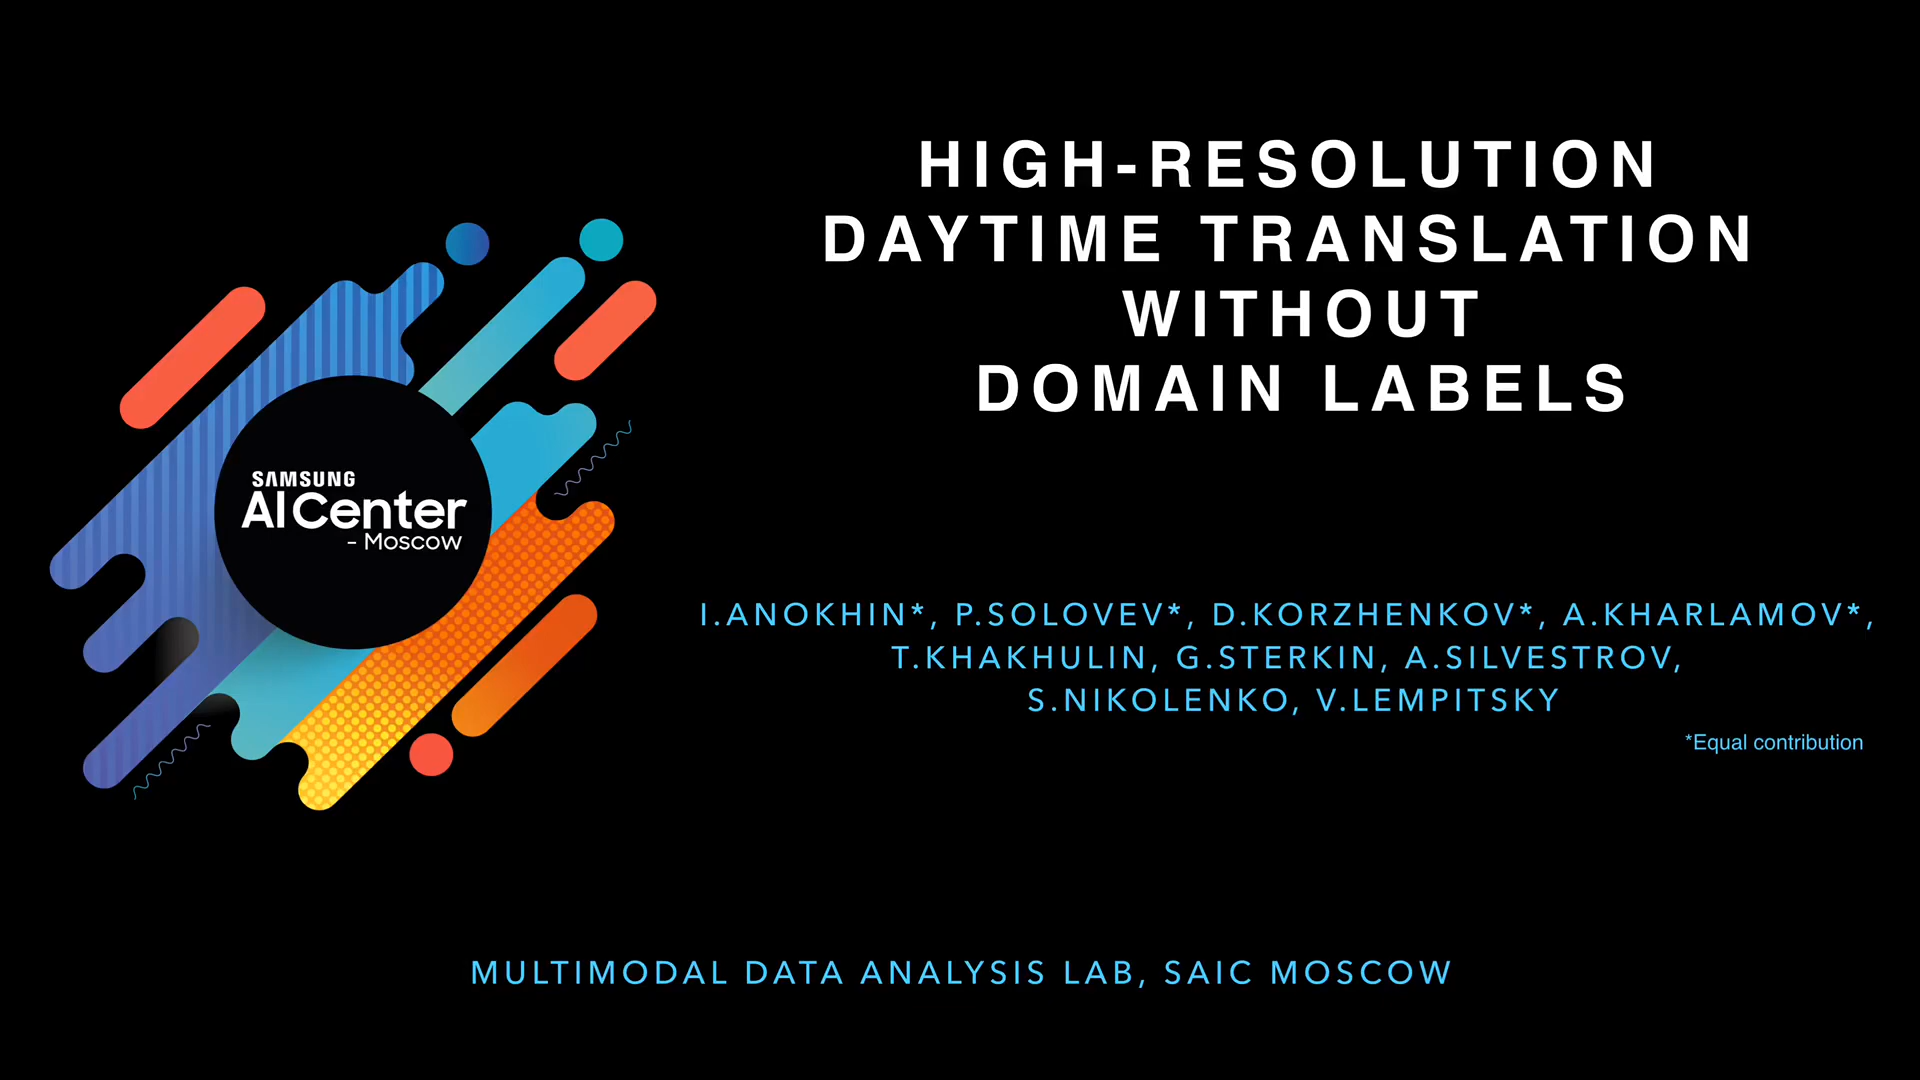 HIGH-RESOLUTION
DAYTIME TRANSLATION
WITHOUT
DOMAIN LABELS
SAMSUNG
AI Center
- Moscow
I.ANOKHIN*, P.SOLOVEV*, D.KORZHENKOV*, A.KHARLAMOV*,
T.KHAKHULIN, G.STERKIN, A.SILVESTROV,
S.NIKOLENKO, V.LEMPITSKY
*Equal contribution
MULTIMODAL DATA ANALYSIS LAB, SAIC MOSCOW